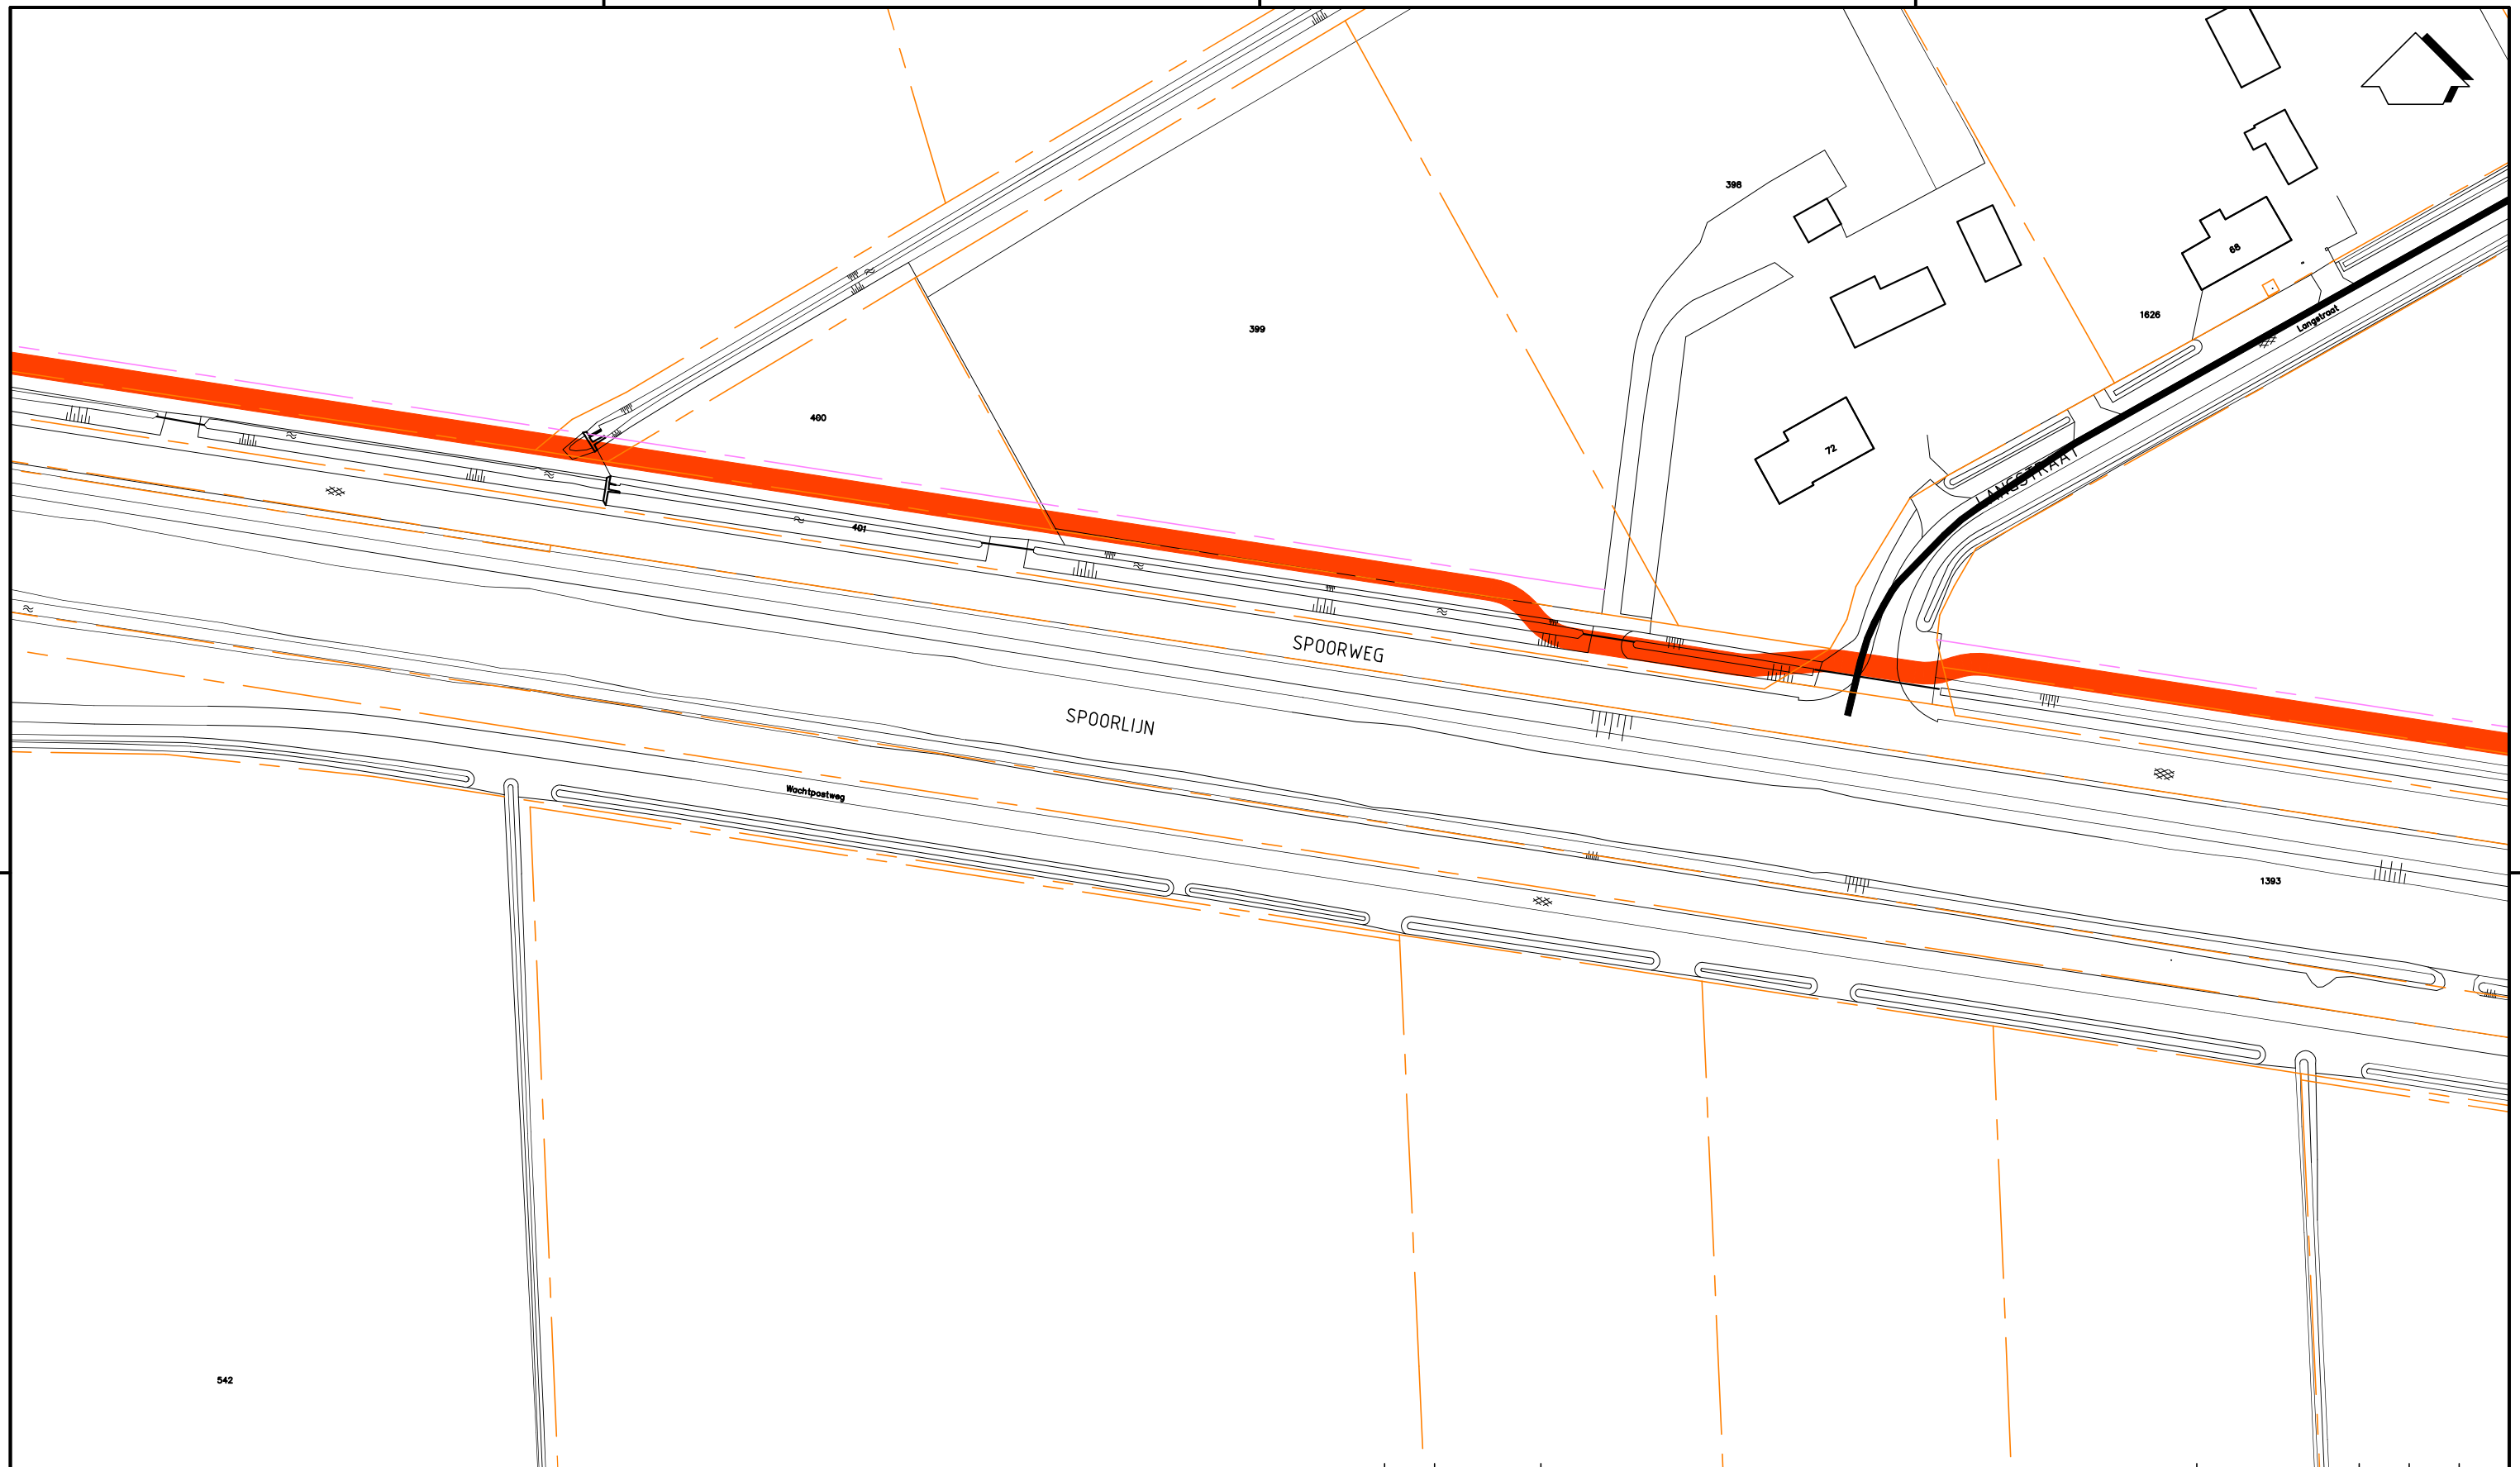 398
68
1626
Langstraat
399
400
72
LANGSTRAAT
401
SPOORWEG
SPOORLIJN
Wachtpostweg
1393
542